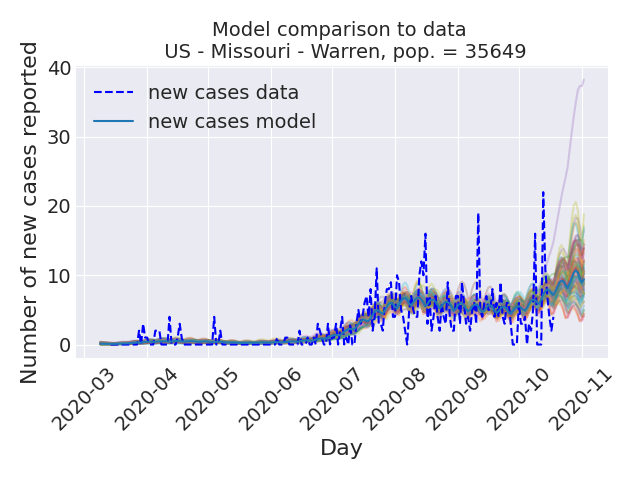 Model comparison to data
US - Missouri - Warren, pop. = 35649
Number of new cases reported
40
30
20
10
0
new cases data
new cases model
2020-03
2020-04
2020-05
2020-06
2020-07
2020-08
2020-09
2020-10
2020-11
Day